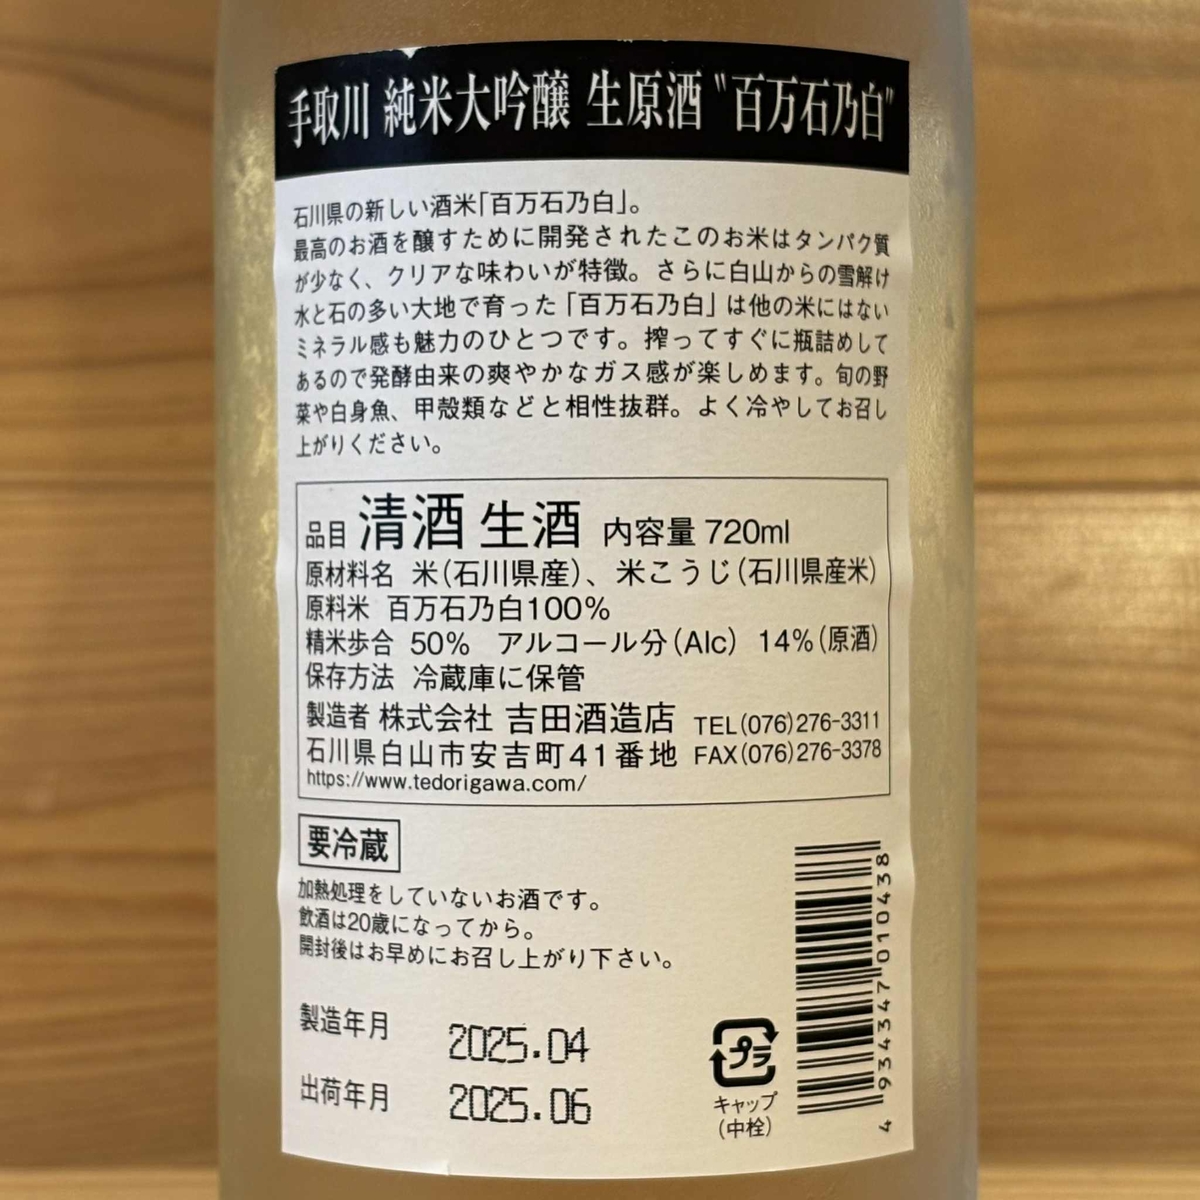 手取川 純米大吟醸 生原酒 "百万石乃白"
石川県の新しい酒米「百万石乃白」。
最高のお酒を醸すために開発されたこのお米はタンパク質
が少なく、クリアな味わいが特徴。さらに白山からの雪解け
水と石の多い大地で育った「百万石乃白」は他の米にはない
ミネラル感も魅力のひとつです。搾ってすぐに瓶詰めして
あるので発酵由来の爽やかなガス感が楽しめます。旬の野
菜や白身魚、甲殻類などと相性抜群。よく冷やしてお召し
上がりください。
品目 清酒 生酒 内容量 720ml
原材料名 米(石川県産)、米こうじ(石川県産米)
原料米 百万石乃白100%
精米歩合 50% アルコール分(Alc) 14%(原酒)
保存方法 冷蔵庫に保管
製造者 株式会社 吉田酒造店 TEL(076)276-3311
石川県白山市安吉町41番地 FAX(076)276-3378
https://www.tedorigawa.com/
要冷蔵
加熱処理をしていないお酒です。
飲酒は20歳になってから。
開封後はお早めにお召し上がり下さい。
製造年月 2025.04
出荷年月 2025.06
プラ
キャップ
(中栓)
4 934347 010438